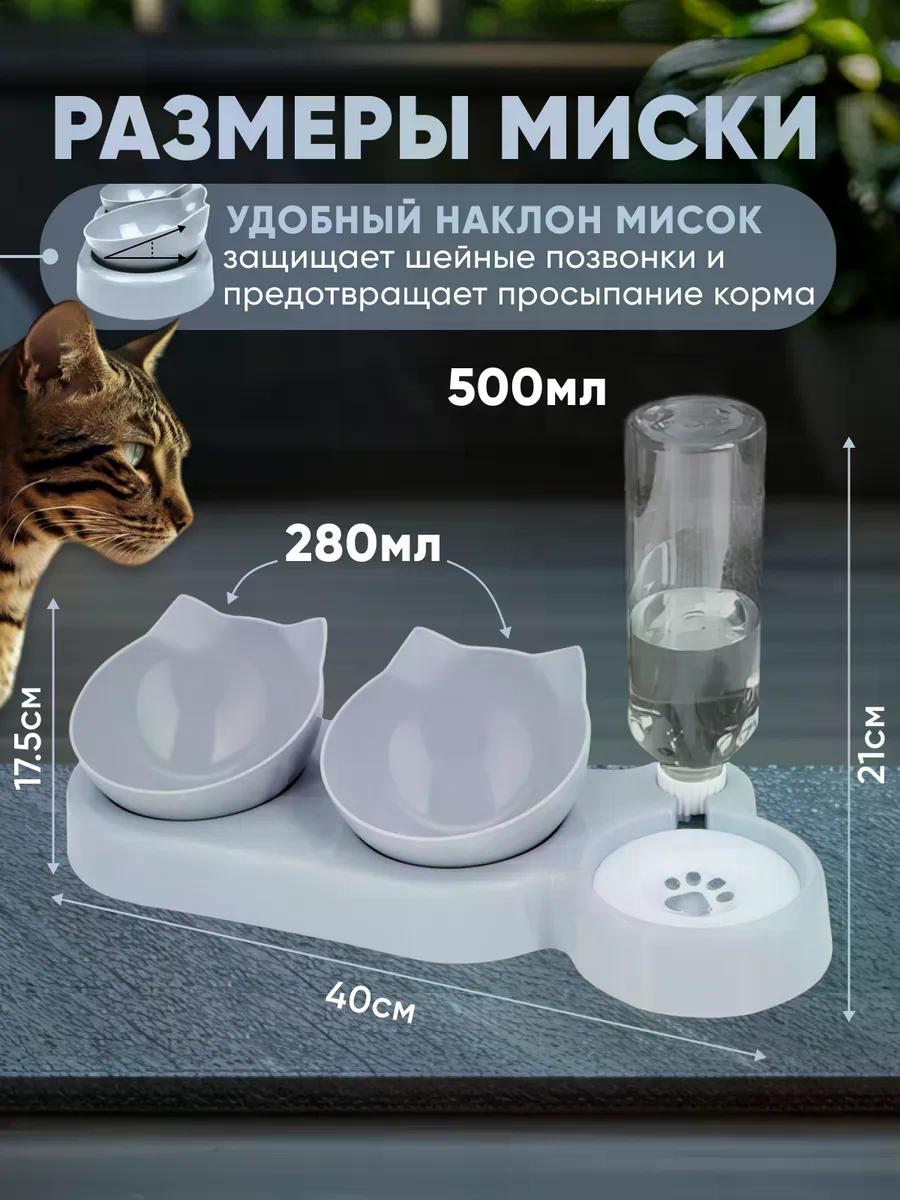 РАЗМЕРЫ МИСКИ
УДОБНЫЙ НАКЛОН МИСОК
защищает шейные позвонки и
предотвращает просыпание корма
500мл
280мл
17.5см
21см
40см